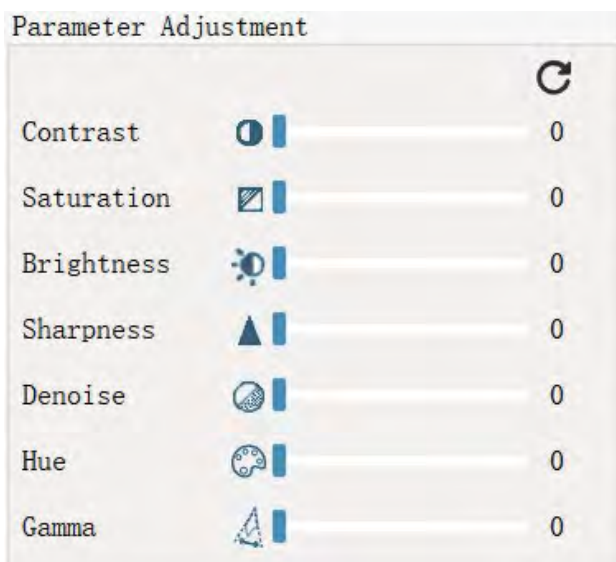 Parameter Adjustment
Contrast 0
Saturation 0
Brightness 0
Sharpness 0
Denoise 0
Hue 0
Gamma 0